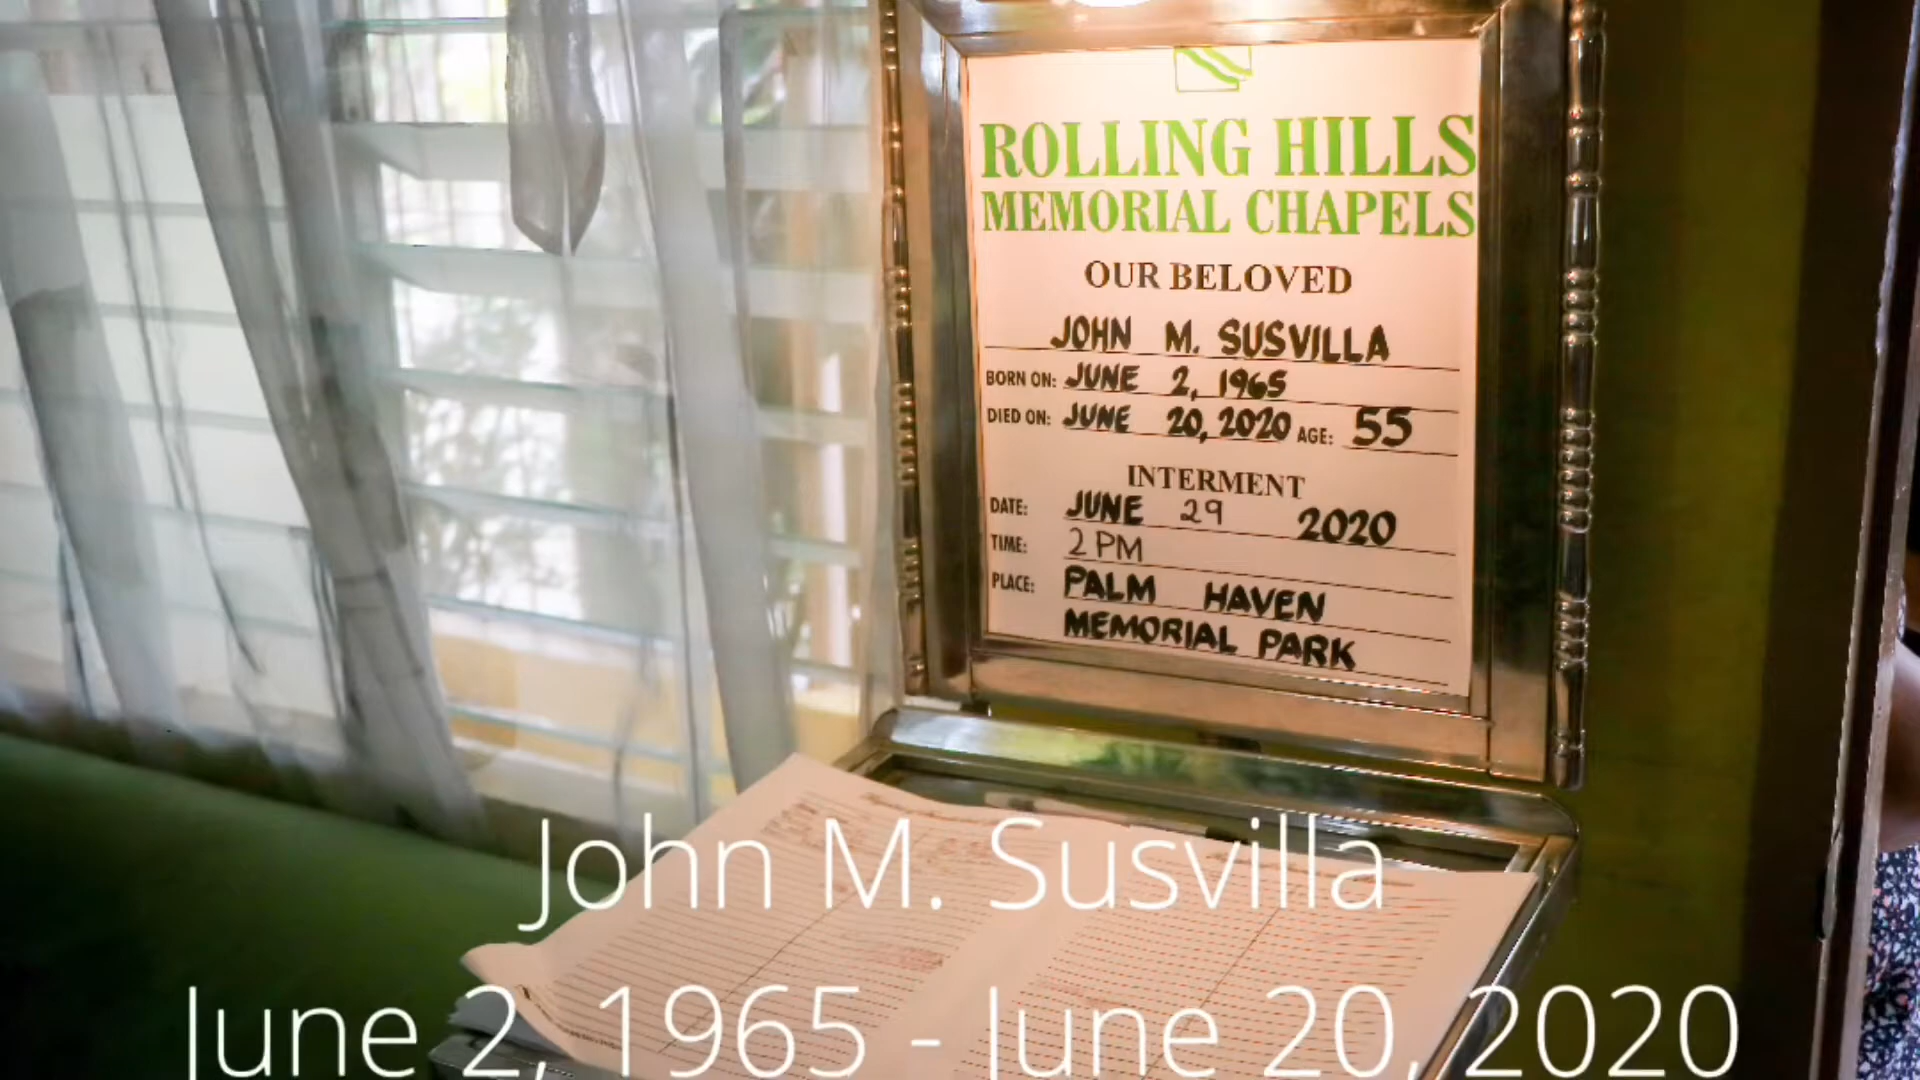 ROLLING HILLS
MEMORIAL CHAPELS
OUR BELOVED
JOHN M. SUSVILLA
BORN ON: JUNE 2, 1965
DIED ON: JUNE 20, 2020 AGE: 55
INTERMENT
DATE: JUNE 29 2020
TIME: 2 PM
PLACE: PALM HAVEN
MEMORIAL PARK
John M. Susvilla
June 2, 1965 - June 20, 2020